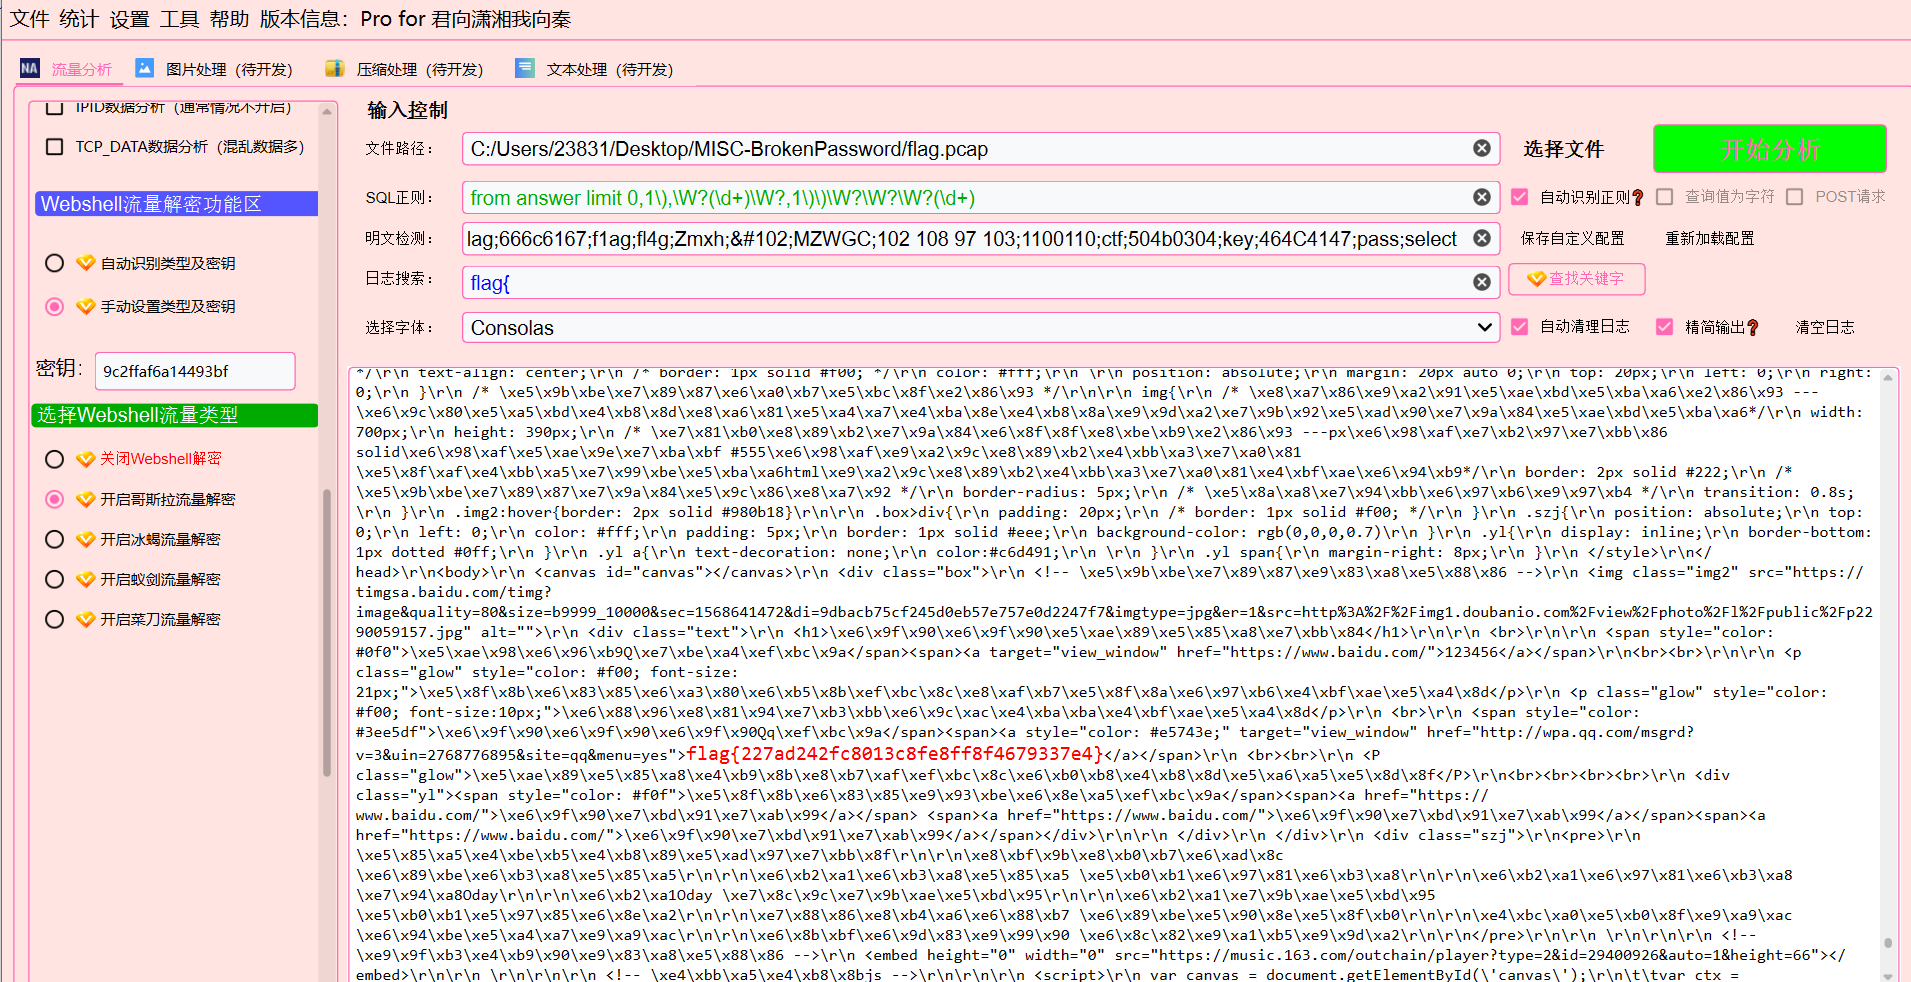 文件 统计 设置 工具 帮助 版本信息：Pro for 君向潇湘我向秦
NA 流量分析 图片处理（待开发） 压缩处理（待开发） 文本处理（待开发）
IPID数据分析（通常情况不开启）
TCP_DATA数据分析（混乱数据多）
Webshell流量解密功能区
自动识别类型及密钥
手动设置类型及密钥
密钥： 9c2ffaf6a14493bf
选择Webshell流量类型
关闭Webshell解密
开启哥斯拉流量解密
开启冰蝎流量解密
开启蚁剑流量解密
开启菜刀流量解密
输入控制
文件路径： C:/Users/23831/Desktop/MISC-BrokenPassword/flag.pcap 选择文件 开始分析
SQL正则： from answer limit 0,1\),\W?(\d+)\W?,1\)\)\W?\W?\W?(\d+) 自动识别正则❓ 查询值为字符 POST请求
明文检测： lag;666c6167;f1ag;fl4g;Zmxh;&#102;MZWGC;102 108 97 103;1100110;ctf;504b0304;key;464C4147;pass;select 保存自定义配置 重新加载配置
日志搜索： flag{ 查找关键字
选择字体： Consolas 自动清理日志 精简输出❓ 清空日志
*/\r\n text-align: center;\r\n /* border: 1px solid #f00; */\r\n color: #fff;\r\n \r\n position: absolute;\r\n margin: 20px auto 0;\r\n top: 20px;\r\n left: 0;\r\n right:
0;\r\n }\r\n /* \xe5\x9b\xbe\xe7\x89\x87\xe6\xa0\xb7\xe5\xbc\x8f\xe2\x86\x93 */\r\n\r\n img{\r\n /* \xe8\xa7\x86\xe9\xa2\x91\xe5\xae\xbd\xe5\xba\xa6\xe2\x86\x93 ---
\xe6\x9c\x80\xe5\xa5\xbd\xe4\xb8\x8d\xe8\xa6\x81\xe5\xa4\xa7\xe4\xba\x8e\xe4\xb8\x8a\xe9\x9d\xa2\xe7\x9b\x92\xe5\xad\x90\xe7\x9a\x84\xe5\xae\xbd\xe5\xba\xa6*/\r\n width:
700px;\r\n height: 390px;\r\n /* \xe7\x81\xb0\xe8\x89\xb2\xe7\x9a\x84\xe6\x8f\x8f\xe8\xbe\xb9\xe2\x86\x93 ---px\xe6\x98\xaf\xe7\xb2\x97\xe7\xbb\x86
solid\xe6\x98\xaf\xe5\xae\x9e\xe7\xba\xbf #555\xe6\x98\xaf\xe9\xa2\x9c\xe8\x89\xb2\xe4\xbb\xa3\xe7\xa0\x81
\xe5\x8f\xaf\xe4\xbb\xa5\xe7\x99\xbe\xe5\xba\xa6html\xe9\xa2\x9c\xe8\x89\xb2\xe4\xbb\xa3\xe7\xa0\x81\xe4\xbf\xae\xe6\x94\xb9*/\r\n border: 2px solid #222;\r\n /*
\xe5\x9b\xbe\xe7\x89\x87\xe7\x9a\x84\xe5\x9c\x86\xe8\xa7\x92 */\r\n border-radius: 5px;\r\n /* \xe5\x8a\xa8\xe7\x94\xbb\xe6\x97\xb6\xe9\x97\xb4 */\r\n transition: 0.8s;
\r\n }\r\n .img2:hover{border: 2px solid #980b18}\r\n\r\n .box>div{\r\n padding: 20px;\r\n /* border: 1px solid #f00; */\r\n }\r\n .szj{\r\n position: absolute;\r\n top:
0;\r\n left: 0;\r\n color: #fff;\r\n padding: 5px;\r\n border: 1px solid #eee;\r\n background-color: rgb(0,0,0,0.7)\r\n }\r\n .yl{\r\n display: inline;\r\n border-bottom:
1px dotted #0ff;\r\n }\r\n .yl a{\r\n text-decoration: none;\r\n color:#c6d491;\r\n \r\n }\r\n .yl span{\r\n margin-right: 8px;\r\n }\r\n </style>\r\n</
head>\r\n<body>\r\n <canvas id="canvas"></canvas>\r\n <div class="box">\r\n <!-- \xe5\x9b\xbe\xe7\x89\x87\xe9\x83\xa8\xe5\x88\x86 -->\r\n <img class="img2" src="https://
timgsa.baidu.com/timg?
image&quality=80&size=b9999_10000&sec=1568641472&di=9dbacb75cf245d0eb57e757e0d2247f7&imgtype=jpg&er=1&src=http%3A%2F%2Fimg1.doubanio.com%2Fview%2Fphoto%2Fl%2Fpublic%2Fp22
90059157.jpg" alt="">\r\n <div class="text">\r\n <h1>\xe6\x9f\x90\xe6\x9f\x90\xe5\xae\x89\xe5\x85\xa8\xe7\xbb\x84</h1>\r\n\r\n <br>\r\n\r\n <span style="color:
#0f0">\xe5\xae\x98\xe6\x96\xb9Q\xe7\xbe\xa4\xef\xbc\x9a</span><span><a target="view_window" href="https://www.baidu.com/">123456</a></span>\r\n<br><br>\r\n\r\n <p
class="glow" style="color: #f00; font-size:
21px;">\xe5\x8f\x8b\xe6\x83\x85\xe6\xa3\x80\xe6\xb5\x8b\xef\xbc\x8c\xe8\xaf\xb7\xe5\x8f\x8a\xe6\x97\xb6\xe4\xbf\xae\xe5\xa4\x8d</p>\r\n <p class="glow" style="color:
#f00; font-size:10px;">\xe6\x88\x96\xe8\x81\x94\xe7\xb3\xbb\xe6\x9c\xac\xe4\xba\xba\xe4\xbf\xae\xe5\xa4\x8d</p>\r\n <br>\r\n <span style="color:
#3ee5df">\xe6\x9f\x90\xe6\x9f\x90\xe6\x9f\x90Qq\xef\xbc\x9a</span><span><a style="color: #e5743e;" target="view_window" href="http://wpa.qq.com/msgrd?
v=3&uin=2768776895&site=qq&menu=yes">flag{227ad242fc8013c8fe8ff8f4679337e4}</a></span>\r\n <br><br>\r\n <P
class="glow">\xe5\xae\x89\xe5\x85\xa8\xe4\xb9\x8b\xe8\xb7\xaf\xef\xbc\x8c\xe6\xb0\xb8\xe4\xb8\x8d\xe5\xa6\xa5\xe5\x8d\x8f</P>\r\n<br><br><br><br>\r\n <div
class="yl"><span style="color: #f0f">\xe5\x8f\x8b\xe6\x83\x85\xe9\x93\xbe\xe6\x8e\xa5\xef\xbc\x9a</span><span><a href="https://
www.baidu.com/">\xe6\x9f\x90\xe7\xbd\x91\xe7\xab\x99</a></span> <span><a href="https://www.baidu.com/">\xe6\x9f\x90\xe7\xbd\x91\xe7\xab\x99</a></span><span><a
href="https://www.baidu.com/">\xe6\x9f\x90\xe7\xbd\x91\xe7\xab\x99</a></span></div>\r\n\r\n </div>\r\n </div>\r\n <div class="szj">\r\n<pre>\r\n
\xe5\x85\xa5\xe4\xbe\xb5\xe4\xb8\x89\xe5\xad\x97\xe7\xbb\x8f\r\n\r\n\xe8\xbf\x9b\xe8\xb0\xb7\xe6\xad\x8c
\xe6\x89\xbe\xe6\xb3\xa8\xe5\x85\xa5\r\n\r\n\xe6\xb2\xa1\xe6\xb3\xa8\xe5\x85\xa5 \xe5\xb0\xb1\xe6\x97\x81\xe6\xb3\xa8\r\n\r\n\xe6\xb2\xa1\xe6\x97\x81\xe6\xb3\xa8
\xe7\x94\xa8Oday\r\n\r\n\xe6\xb2\xa1Oday \xe7\x8c\x9c\xe7\x9b\xae\xe5\xbd\x95\r\n\r\n\xe6\xb2\xa1\xe7\x9b\xae\xe5\xbd\x95
\xe5\xb0\xb1\xe5\x97\x85\xe6\x8e\xa2\r\n\r\n\xe7\x88\x86\xe8\xb4\xa6\xe6\x88\xb7 \xe6\x89\xbe\xe5\x90\x8e\xe5\x8f\xb0\r\n\r\n\xe4\xbc\xa0\xe5\xb0\x8f\xe9\xa9\xac
\xe6\x94\xbe\xe5\xa4\xa7\xe9\xa9\xac\r\n\r\n\xe6\x8b\xbf\xe6\x9d\x83\xe9\x99\x90 \xe6\x8c\x82\xe9\xa1\xb5\xe9\x9d\xa2\r\n\r\n</pre>\r\n\r\n \r\n\r\n\r\n <!--
\xe9\x9f\xb3\xe4\xb9\x90\xe9\x83\xa8\xe5\x88\x86 -->\r\n <embed height="0" width="0" src="https://music.163.com/outchain/player?type=2&id=29400926&auto=1&height=66"></
embed>\r\n\r\n \r\n\r\n\r\n <!-- \xe4\xbb\xa5\xe4\xb8\x8bjs -->\r\n\r\n\r\n <script>\r\n var canvas = document.getElementById(\'canvas\');\r\n\t\tvar ctx =